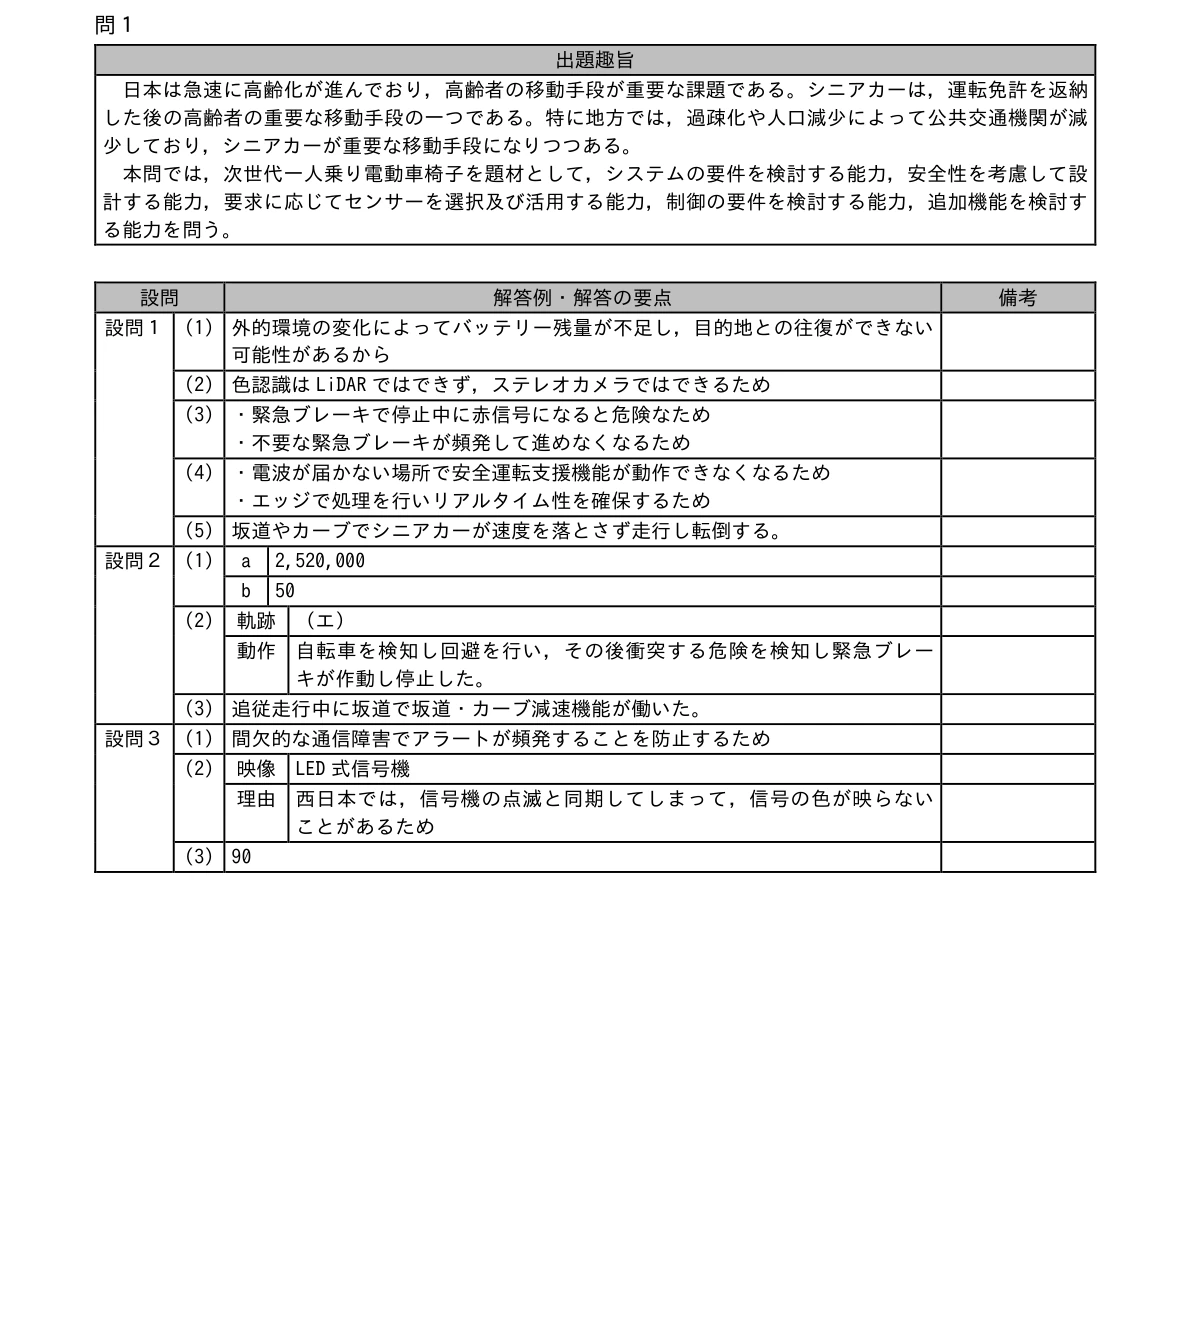 問1
出題趣旨
日本は急速に高齢化が進んでおり，高齢者の移動手段が重要な課題である。シニアカーは，運転免許を返納
した後の高齢者の重要な移動手段の一つである。特に地方では，過疎化や人口減少によって公共交通機関が減
少しており，シニアカーが重要な移動手段になりつつある。
本問では，次世代一人乗り電動車椅子を題材として，システムの要件を検討する能力，安全性を考慮して設
計する能力，要求に応じてセンサーを選択及び活用する能力，制御の要件を検討する能力，追加機能を検討す
る能力を問う。
設問 解答例・解答の要点 備考
設問1 (1) 外的環境の変化によってバッテリー残量が不足し，目的地との往復ができない
可能性があるから
(2) 色認識は LiDAR ではできず，ステレオカメラではできるため
(3) ・緊急ブレーキで停止中に赤信号になると危険なため
・不要な緊急ブレーキが頻発して進めなくなるため
(4) ・電波が届かない場所で安全運転支援機能が動作できなくなるため
・エッジで処理を行いリアルタイム性を確保するため
(5) 坂道やカーブでシニアカーが速度を落とさず走行し転倒する。
設問2 (1) a 2,520,000
b 50
(2) 軌跡 （エ）
動作 自転車を検知し回避を行い，その後衝突する危険を検知し緊急ブレー
キが作動し停止した。
(3) 追従走行中に坂道で坂道・カーブ減速機能が働いた。
設問3 (1) 間欠的な通信障害でアラートが頻発することを防止するため
(2) 映像 LED 式信号機
理由 西日本では，信号機の点滅と同期してしまって，信号の色が映らない
ことがあるため
(3) 90